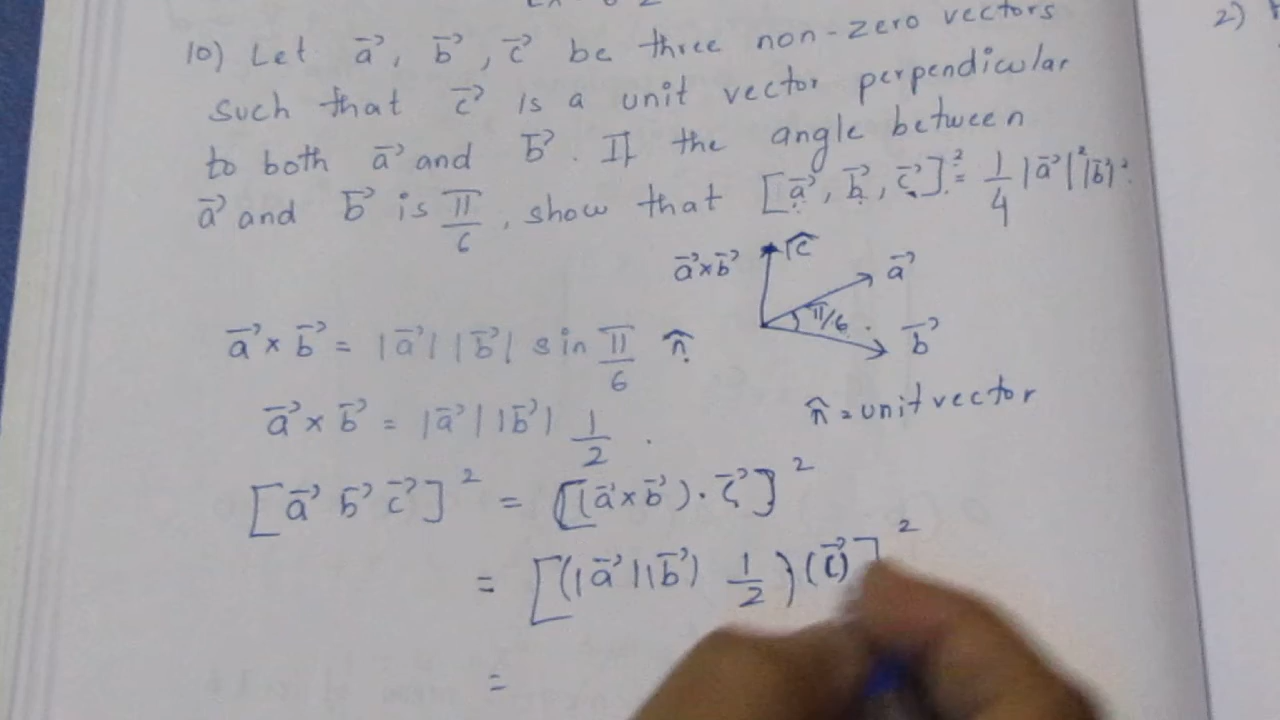 2)
10) Let a⃗, b⃗, c⃗ be three non-zero vectors
such that c⃗ is a unit vector perpendicular
to both a⃗ and b⃗. If the angle between
a⃗ and b⃗ is π/6, show that [a⃗, b⃗, c⃗]² = 1/4 |a⃗|²|b⃗|².
a⃗×b⃗ ĉ a⃗
π/6 b⃗
a⃗ × b⃗ = |a⃗| |b⃗| sin π/6 n̂
n̂ = unit vector
a⃗ × b⃗ = |a⃗| |b⃗| 1/2.
[a⃗ b⃗ c⃗]² = [(a⃗×b⃗)·c⃗]²
= [(|a⃗||b⃗) 1/2)(c⃗)]²
=